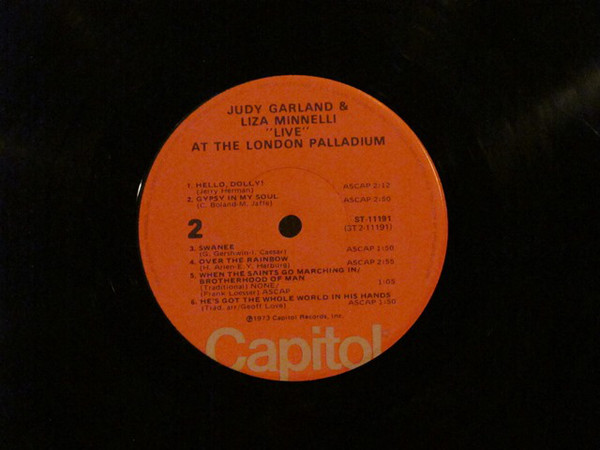 JUDY GARLAND &
LIZA MINNELLI
"LIVE"
AT THE LONDON PALLADIUM
1. HELLO, DOLLY! ASCAP 2:12
(Jerry Herman)
2. GYPSY IN MY SOUL ASCAP 2:50
(C. Boland-M. Jaffe)
2
ST-11191
(ST 2-11191)
3. SWANEE ASCAP 1:50
(G. Gershwin-I. Caesar)
4. OVER THE RAINBOW ASCAP 2:55
(H. Arlen-E. Y. Harburg)
5. WHEN THE SAINTS GO MARCHING IN/
BROTHERHOOD OF MAN 1:05
(Traditional) NONE/
(Frank Loesser) ASCAP
6. HE'S GOT THE WHOLE WORLD IN HIS HANDS
(Trad. arr/Geoff Love) ASCAP 1:30
℗1973 Capitol Records, Inc.
Capitol